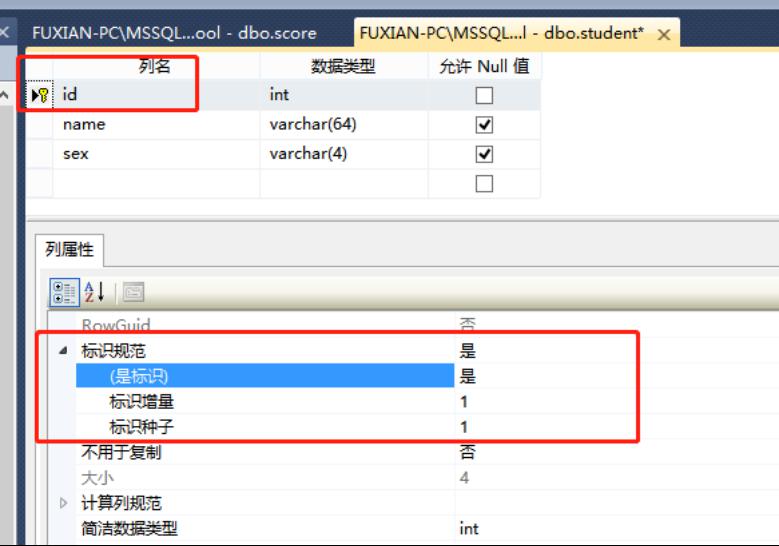 FUXIAN-PC\MSSQL...ool - dbo.score FUXIAN-PC\MSSQL...l - dbo.student*
列名 数据类型 允许 Null 值
id int
name varchar(64)
sex varchar(4)
列属性
RowGuid 否
标识规范 是
(是标识) 是
标识增量 1
标识种子 1
不用于复制 否
大小 4
计算列规范
简洁数据类型 int